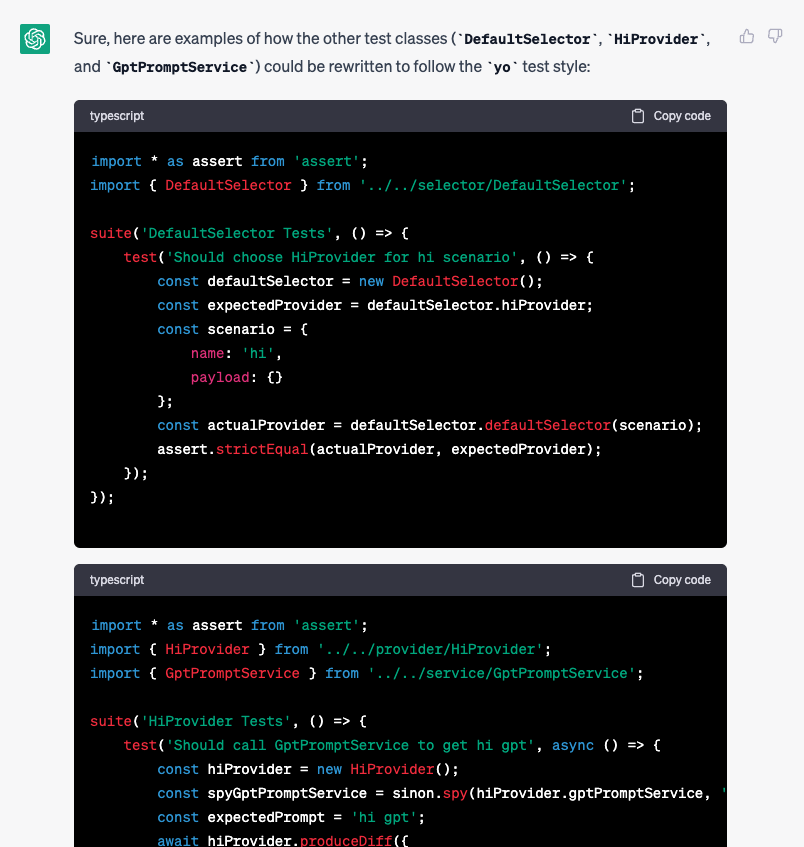 Sure, here are examples of how the other test classes (`DefaultSelector`, `HiProvider`,
and `GptPromptService`) could be rewritten to follow the `yo` test style:
typescript Copy code
import * as assert from 'assert';
import { DefaultSelector } from '../../selector/DefaultSelector';
suite('DefaultSelector Tests', () => {
    test('Should choose HiProvider for hi scenario', () => {
        const defaultSelector = new DefaultSelector();
        const expectedProvider = defaultSelector.hiProvider;
        const scenario = {
            name: 'hi',
            payload: {}
        };
        const actualProvider = defaultSelector.defaultSelector(scenario);
        assert.strictEqual(actualProvider, expectedProvider);
    });
});
typescript Copy code
import * as assert from 'assert';
import { HiProvider } from '../../provider/HiProvider';
import { GptPromptService } from '../../service/GptPromptService';
suite('HiProvider Tests', () => {
    test('Should call GptPromptService to get hi gpt', async () => {
        const hiProvider = new HiProvider();
        const spyGptPromptService = sinon.spy(hiProvider.gptPromptService, '
        const expectedPrompt = 'hi gpt';
        await hiProvider.produceDiff({